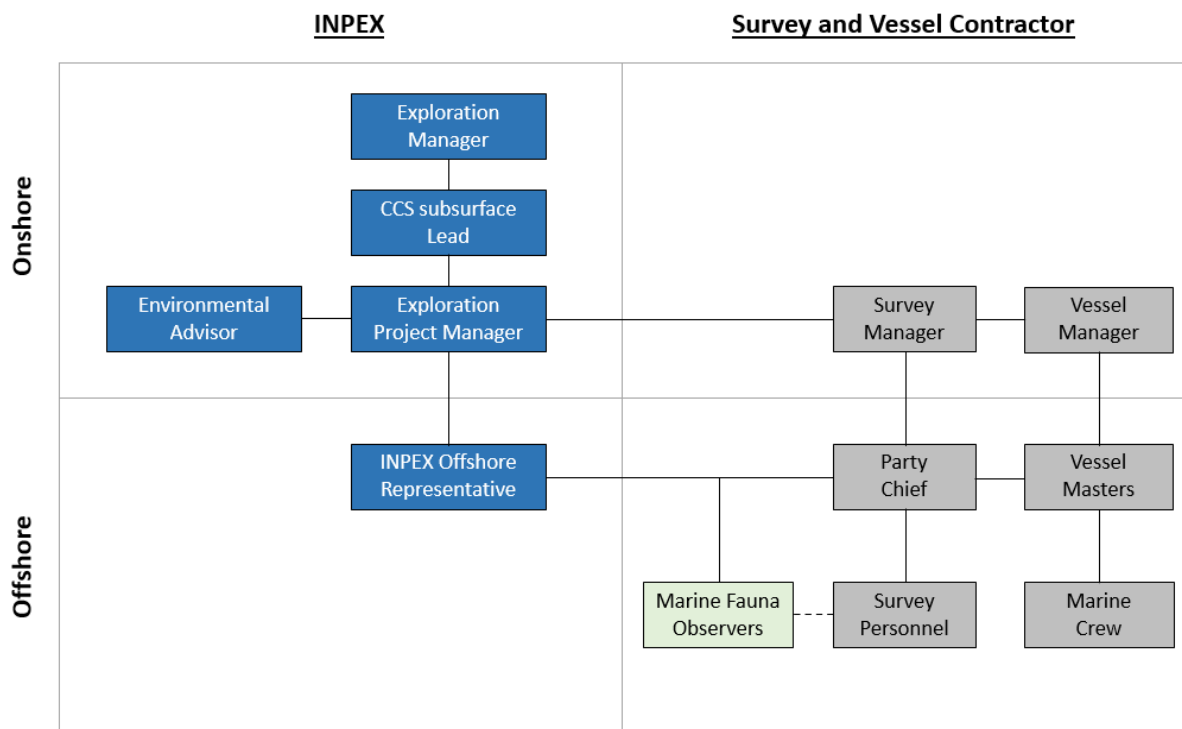 INPEX
Survey and Vessel Contractor
Onshore
Exploration
Manager
CCS subsurface
Lead
Environmental
Advisor
Exploration
Project Manager
Survey
Manager
Vessel
Manager
Offshore
INPEX Offshore
Representative
Party
Chief
Vessel
Masters
Marine Fauna
Observers
Survey
Personnel
Marine
Crew